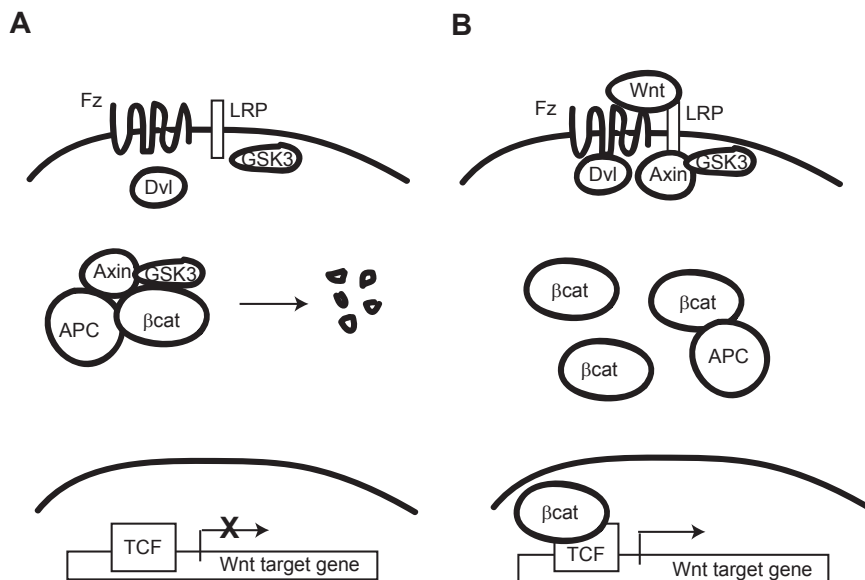 A
Fz
LRP
GSK3
Dvl
Axin
GSK3
APC
βcat
TCF
X
Wnt target gene
B
Wnt
Fz
LRP
Dvl
Axin
GSK3
βcat
βcat
βcat
APC
βcat
TCF
Wnt target gene